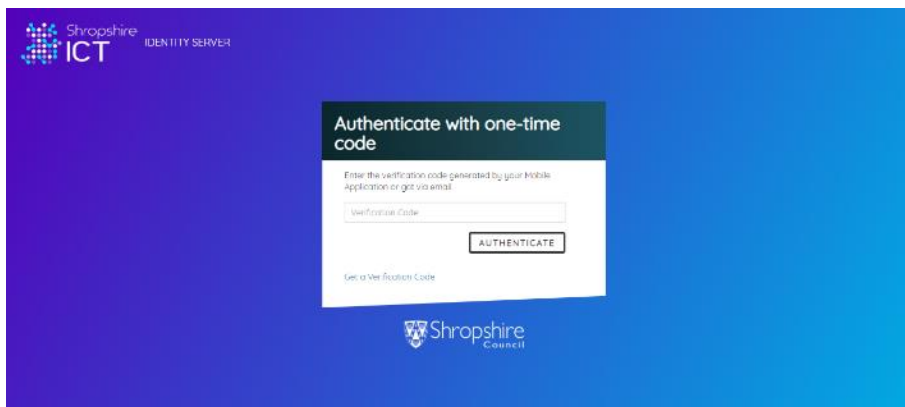 Shropshire
ICT
IDENTITY SERVER
Authenticate with one-time
code
Enter the verification code generated by your Mobile
Application or got via email
Verification Code
AUTHENTICATE
Get a Verification Code
Shropshire
Council